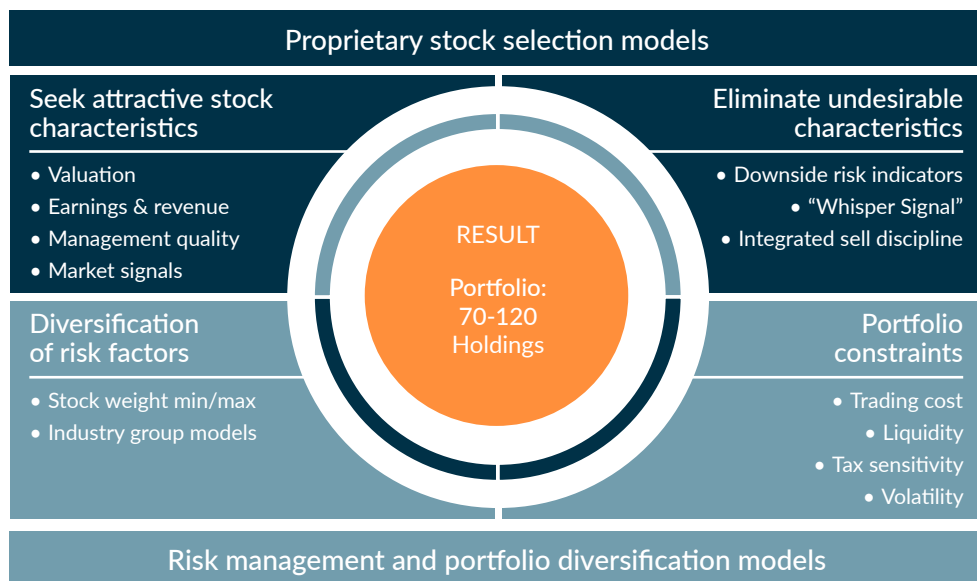 Proprietary stock selection models
Seek attractive stock
characteristics
• Valuation
• Earnings & revenue
• Management quality
• Market signals
Eliminate undesirable
characteristics
• Downside risk indicators
• “Whisper Signal”
• Integrated sell discipline
RESULT
Portfolio:
70-120
Holdings
Diversification
of risk factors
• Stock weight min/max
• Industry group models
Portfolio
constraints
• Trading cost
• Liquidity
• Tax sensitivity
• Volatility
Risk management and portfolio diversification models